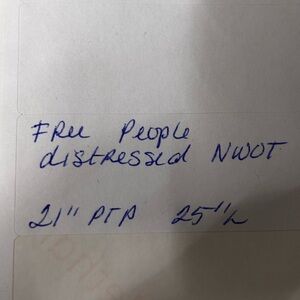 FRee People
distressed NWOT
21" PTP 25"L